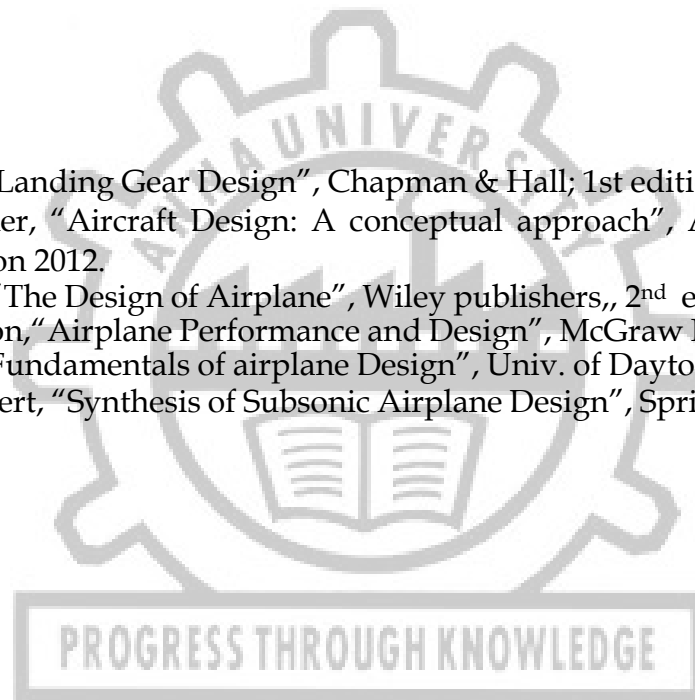 ANNA UNIVERSITY
Landing Gear Design”, Chapman & Hall; 1st editi
er, “Aircraft Design: A conceptual approach”, A
on 2012.
“The Design of Airplane”, Wiley publishers,, 2nd e
on,“Airplane Performance and Design”, McGraw
Fundamentals of airplane Design”, Univ. of Dayto
ert, “Synthesis of Subsonic Airplane Design”, Spri
PROGRESS THROUGH KNOWLEDGE